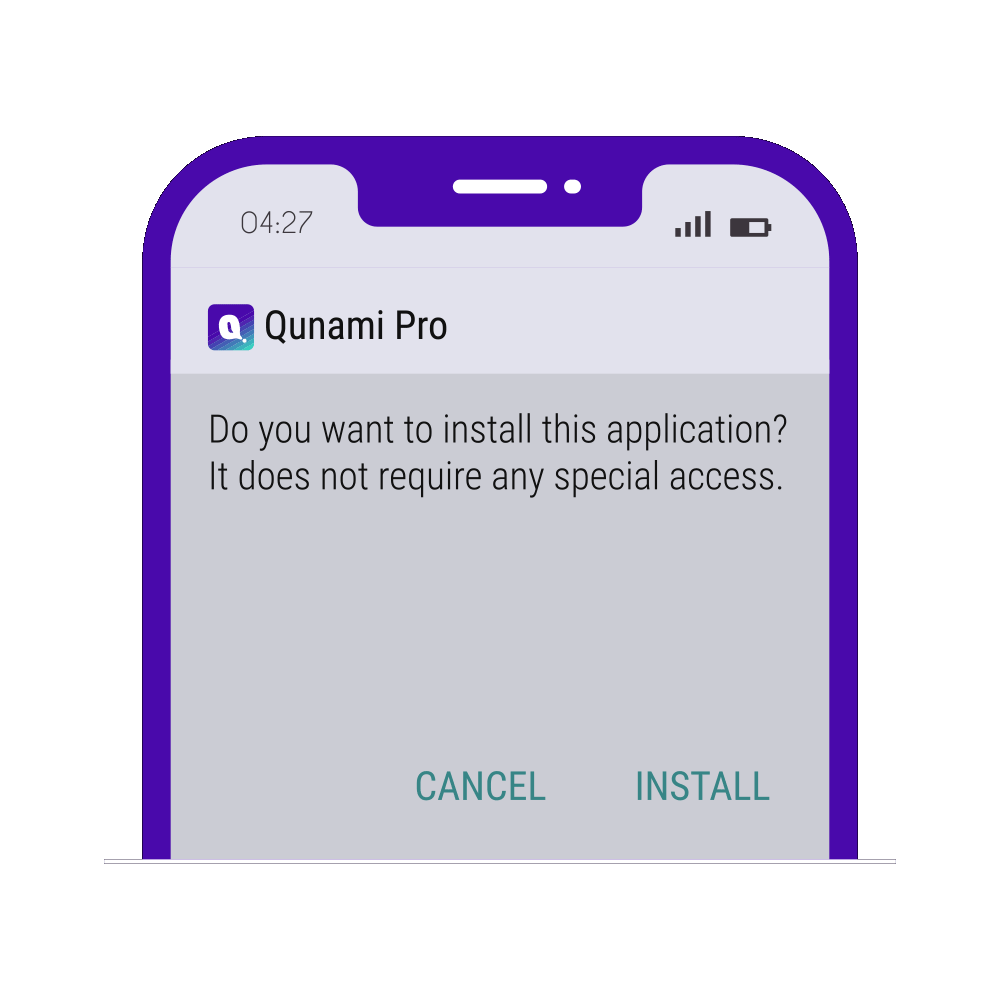 04:27
Q
Qunami Pro
Do you want to install this application?
It does not require any special access.
CANCEL INSTALL